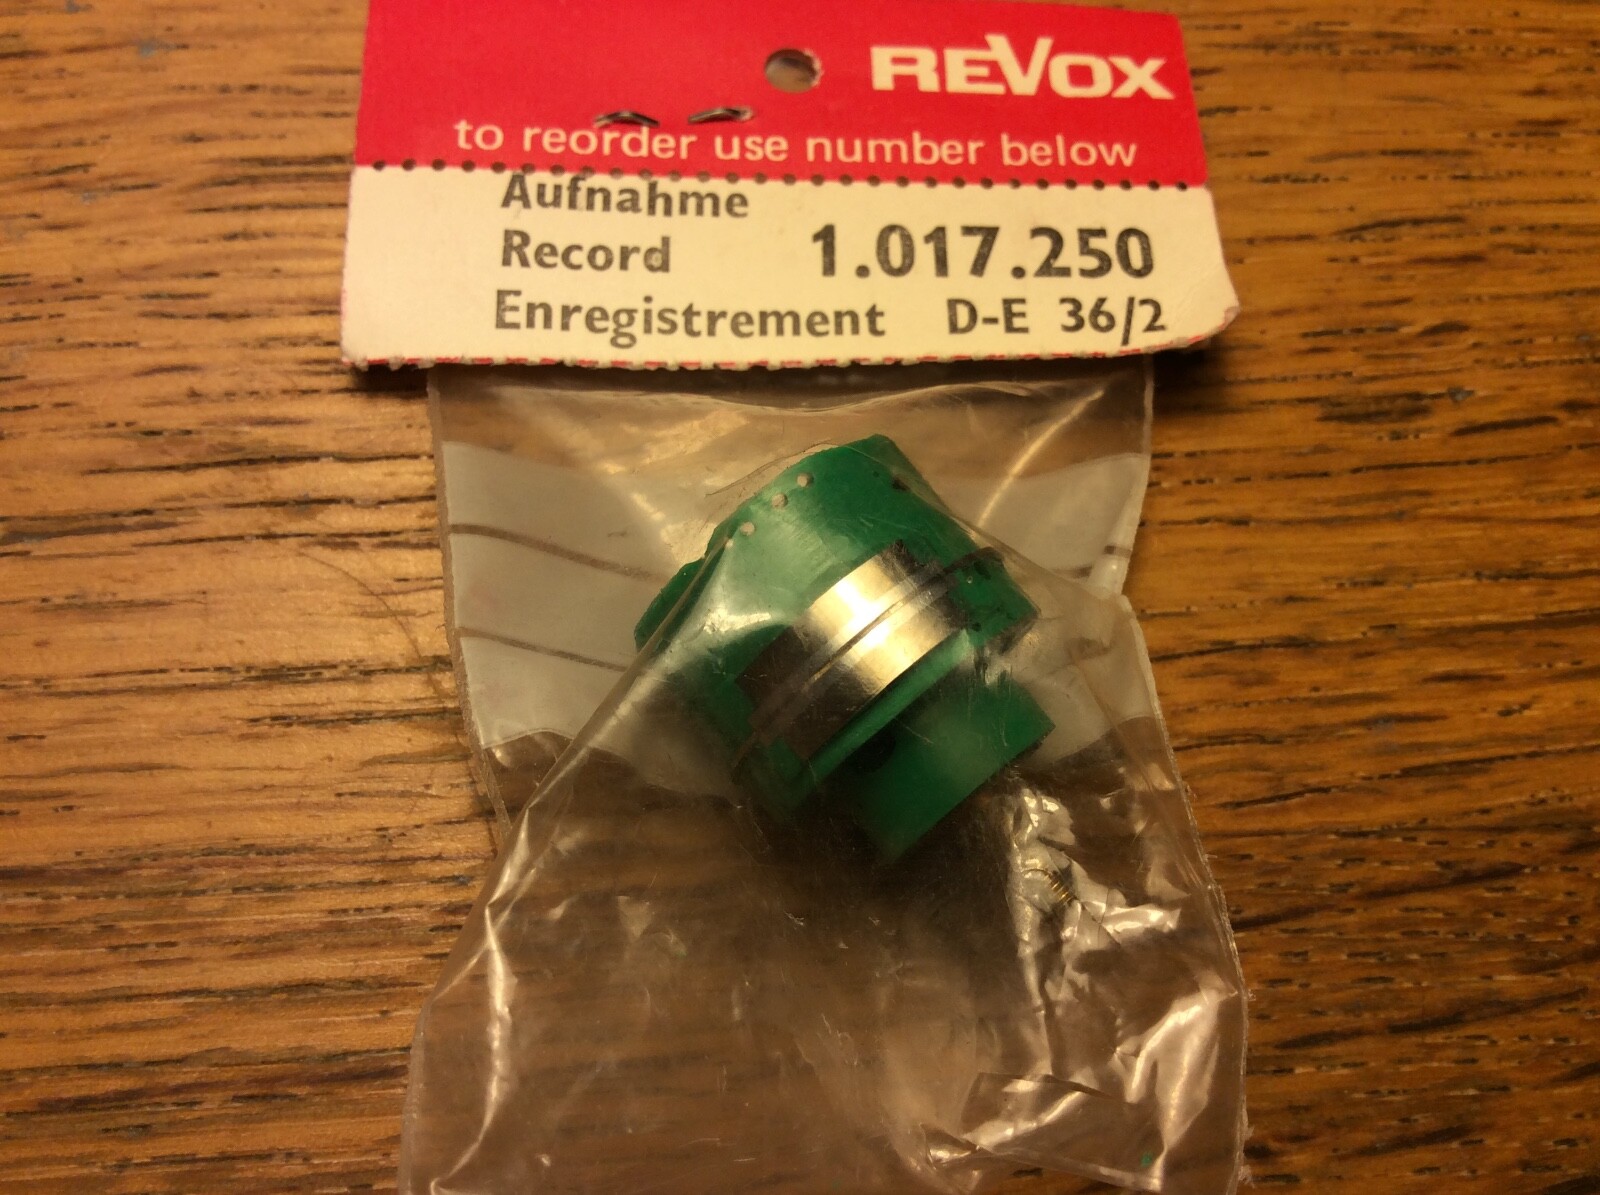 REVOX
to reorder use number below
Aufnahme
Record 1.017.250
Enregistrement D-E 36/2